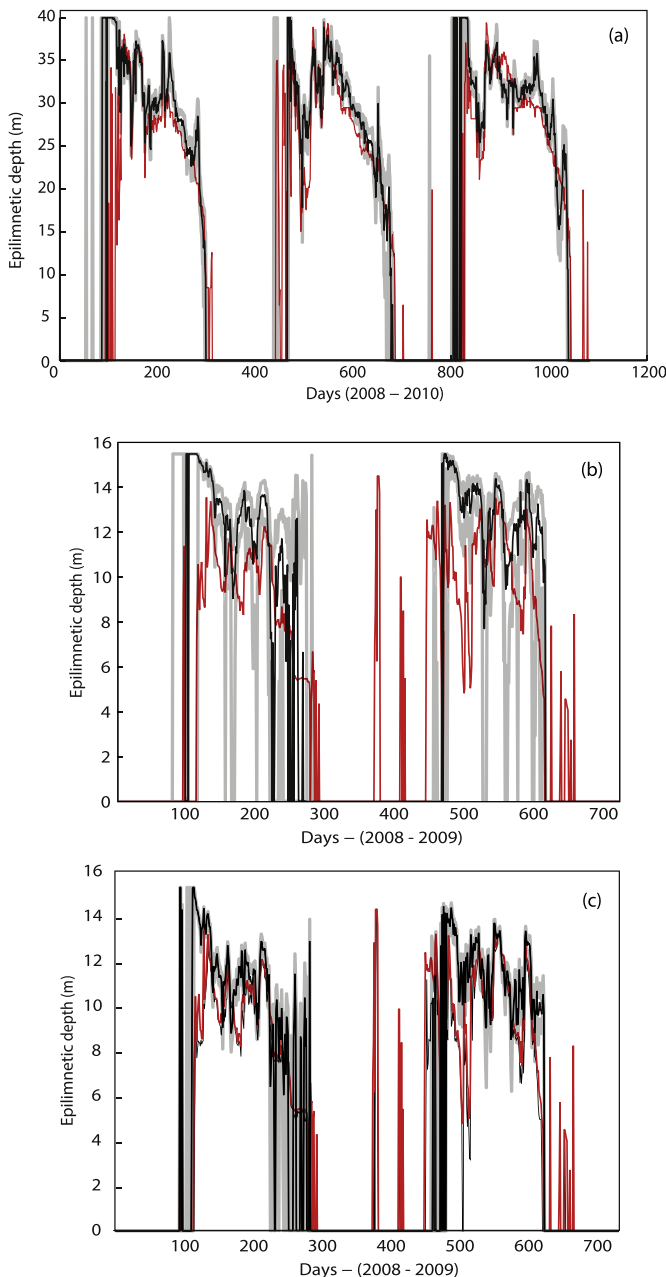 (a)
Epilimnetic depth (m)
40
35
30
25
20
15
10
5
0
0 200 400 600 800 1000 1200
Days (2008 – 2010)
(b)
Epilimnetic depth (m)
16
14
12
10
8
6
4
2
0
100 200 300 400 500 600 700
Days – (2008 - 2009)
(c)
Epilimnetic depth (m)
16
14
12
10
8
6
4
2
0
100 200 300 400 500 600 700
Days – (2008 - 2009)